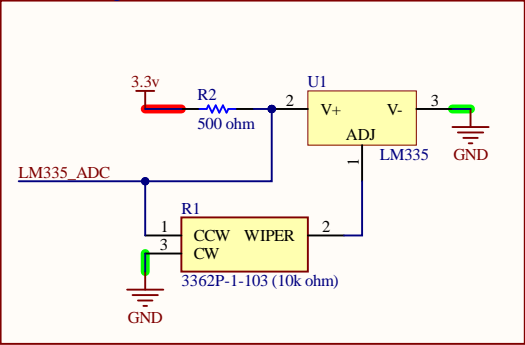 3.3v
R2
500 ohm
U1
2
V+
V-
3
ADJ
1
LM335
GND
LM335_ADC
R1
1
CCW
WIPER
2
3
CW
3362P-1-103 (10k ohm)
GND